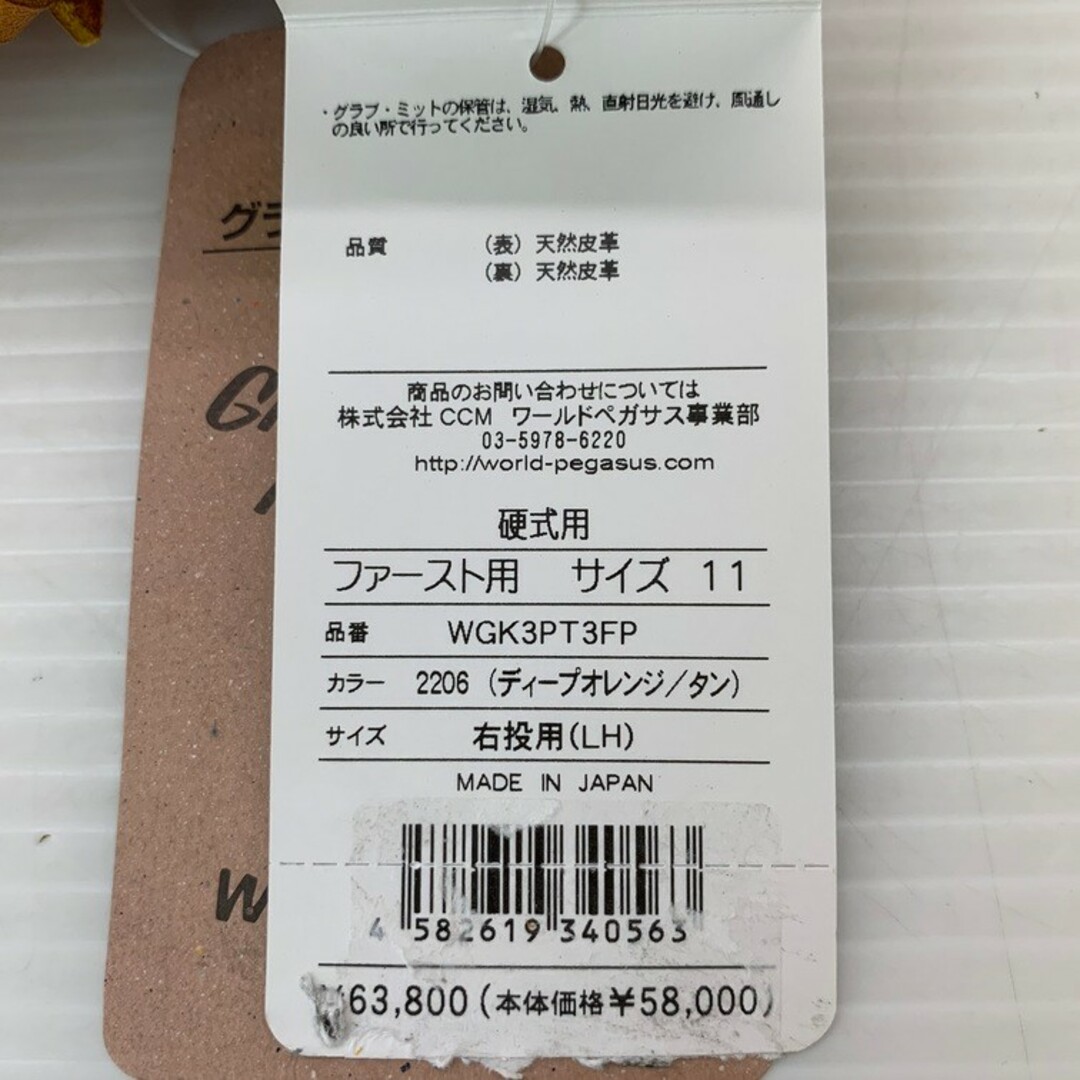 ・グラブ・ミットの保管は、湿気、熱、直射日光を避け、風通し
の良い所で行ってください。
品質 (表) 天然皮革
(裏) 天然皮革
商品のお問い合わせについては
株式会社 CCM ワールドペガサス事業部
03-5978-6220
http://world-pegasus.com
硬式用
ファースト用 サイズ 11
品番 WGK3PT3FP
カラー 2206 (ディープオレンジ/タン)
サイズ 右投用(LH)
MADE IN JAPAN
4 582619 340563
¥63,800 (本体価格¥58,000)
グラ